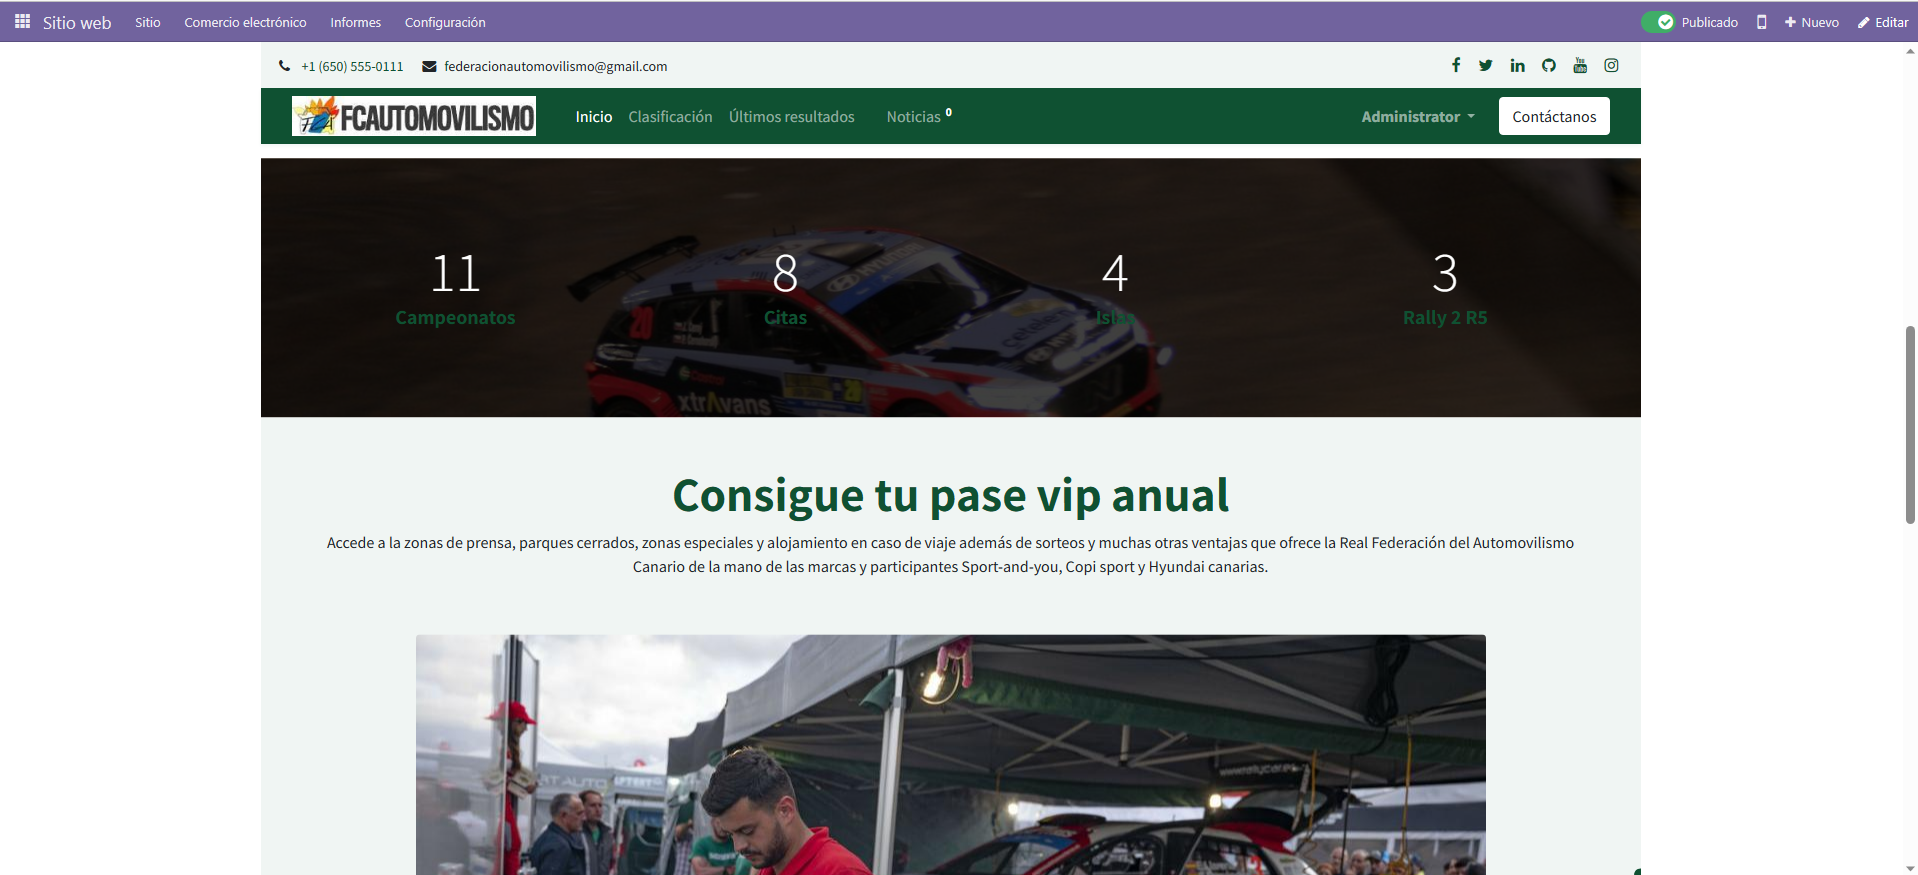 Sitio web Sitio Comercio electrónico Informes Configuración Publicado Nuevo Editar
+1 (650) 555-0111 federacionautomovilismo@gmail.com
FCAUTOMOVILISMO Inicio Clasificación Últimos resultados Noticias 0 Administrator Contáctanos
11 8 4 3
Campeonatos Citas Islas Rally 2 R5
HYUNDAI
20
xtravans
Consigue tu pase vip anual
Accede a la zonas de prensa, parques cerrados, zonas especiales y alojamiento en caso de viaje además de sorteos y muchas otras ventajas que ofrece la Real Federación del Automovilismo
Canario de la mano de las marcas y participantes Sport-and-you, Copi sport y Hyundai canarias.